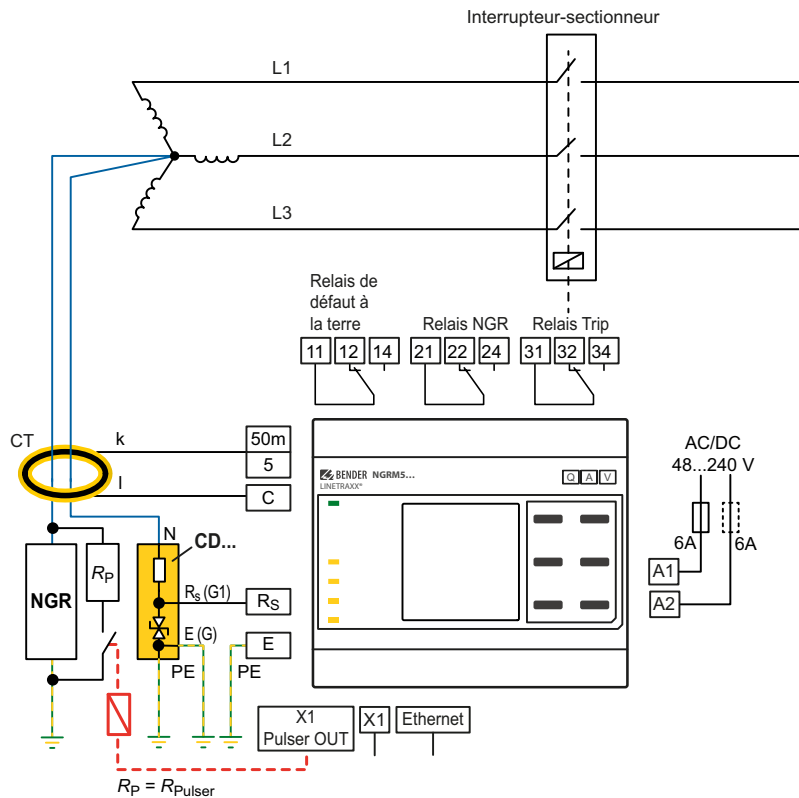 Interrupteur-sectionneur
L1
L2
L3
Relais de
défaut à
la terre
Relais NGR
Relais Trip
11 12 14
21 22 24
31 32 34
CT
k
50m
5
l
C
BENDER NGRM5...
LINETRAXX®
Q A V
AC/DC
48...240 V
6A
6A
A1
A2
N
CD...
NGR
RP
RS (G1)
RS
E (G)
E
PE
PE
X1
Pulser OUT
X1
Ethernet
RP = RPulser